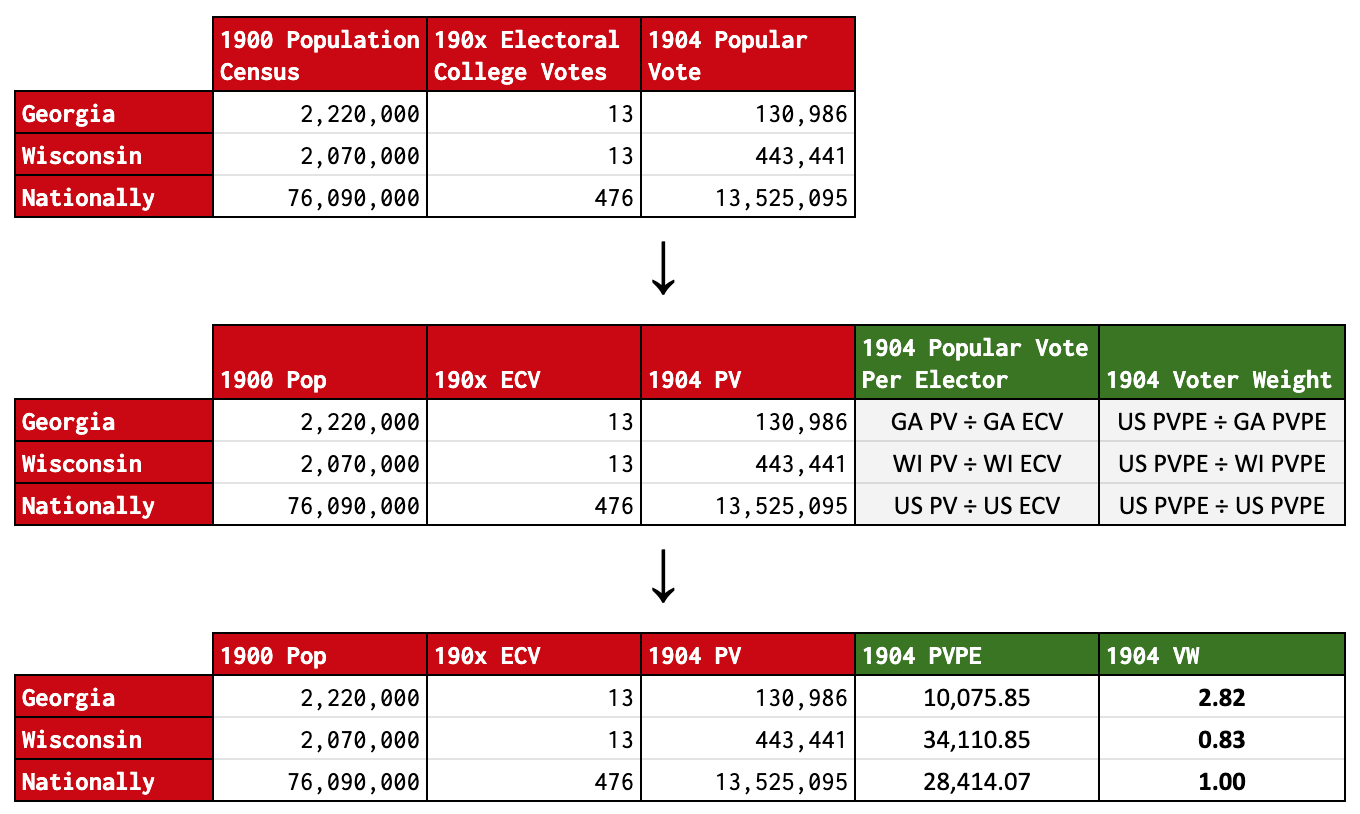 1900 Population Census 190x Electoral College Votes 1904 Popular Vote
Georgia 2,220,000 13 130,986
Wisconsin 2,070,000 13 443,441
Nationally 76,090,000 476 13,525,095
↓
1900 Pop 190x ECV 1904 PV 1904 Popular Vote Per Elector 1904 Voter Weight
Georgia 2,220,000 13 130,986 GA PV ÷ GA ECV US PVPE ÷ GA PVPE
Wisconsin 2,070,000 13 443,441 WI PV ÷ WI ECV US PVPE ÷ WI PVPE
Nationally 76,090,000 476 13,525,095 US PV ÷ US ECV US PVPE ÷ US PVPE
↓
1900 Pop 190x ECV 1904 PV 1904 PVPE 1904 VW
Georgia 2,220,000 13 130,986 10,075.85 2.82
Wisconsin 2,070,000 13 443,441 34,110.85 0.83
Nationally 76,090,000 476 13,525,095 28,414.07 1.00